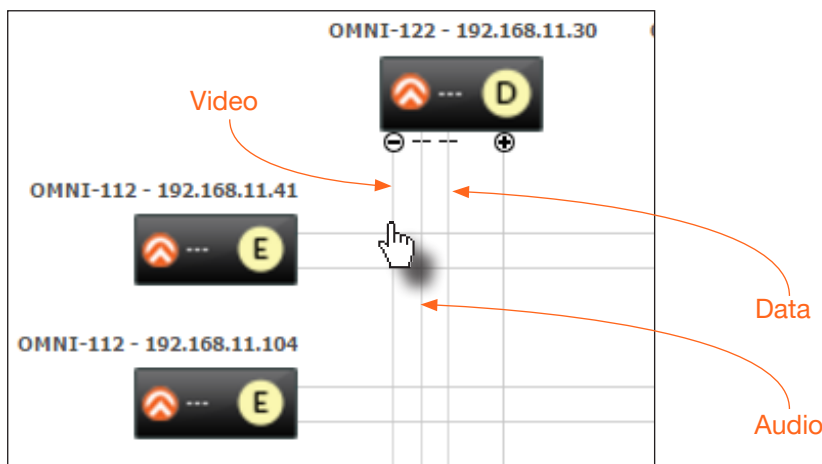 OMNI-122 - 192.168.11.30
--- D
Video
OMNI-112 - 192.168.11.41
--- E
Data
OMNI-112 - 192.168.11.104
--- E
Audio